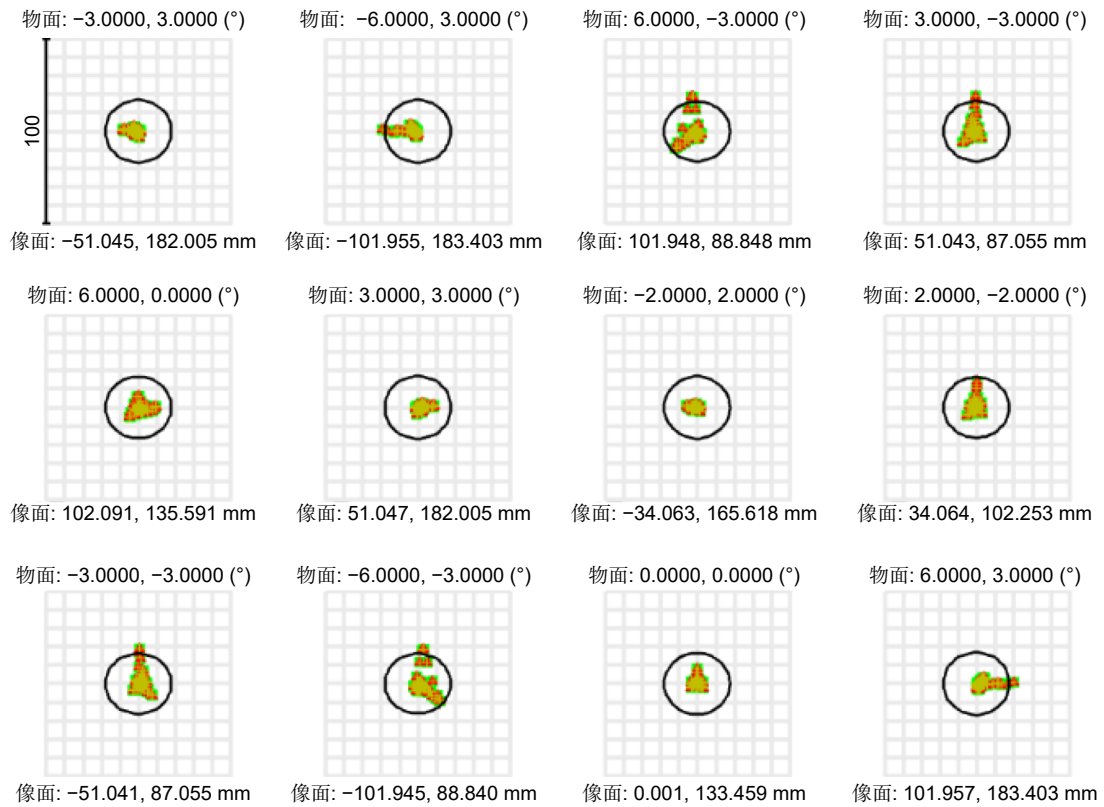 物面: −3.0000, 3.0000 (°)
物面: −6.0000, 3.0000 (°)
物面: 6.0000, −3.0000 (°)
物面: 3.0000, −3.0000 (°)
100
像面: −51.045, 182.005 mm
像面: −101.955, 183.403 mm
像面: 101.948, 88.848 mm
像面: 51.043, 87.055 mm
物面: 6.0000, 0.0000 (°)
物面: 3.0000, 3.0000 (°)
物面: −2.0000, 2.0000 (°)
物面: 2.0000, −2.0000 (°)
像面: 102.091, 135.591 mm
像面: 51.047, 182.005 mm
像面: −34.063, 165.618 mm
像面: 34.064, 102.253 mm
物面: −3.0000, −3.0000 (°)
物面: −6.0000, −3.0000 (°)
物面: 0.0000, 0.0000 (°)
物面: 6.0000, 3.0000 (°)
像面: −51.041, 87.055 mm
像面: −101.945, 88.840 mm
像面: 0.001, 133.459 mm
像面: 101.957, 183.403 mm